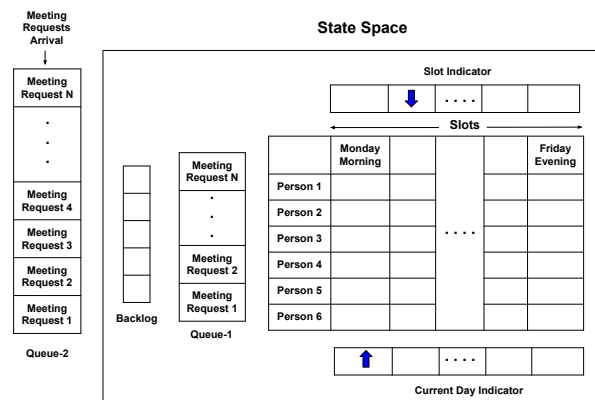 Meeting
Requests
Arrival
State Space
Meeting
Request N
.
.
.
Meeting
Request 4
Meeting
Request 3
Meeting
Request 2
Meeting
Request 1
Queue-2
Backlog
Meeting
Request N
.
.
.
Meeting
Request 2
Meeting
Request 1
Queue-1
Slot Indicator
. . . .
Slots
Monday
Morning
Friday
Evening
Person 1
Person 2
Person 3
. . . .
Person 4
Person 5
Person 6
. . . .
Current Day Indicator